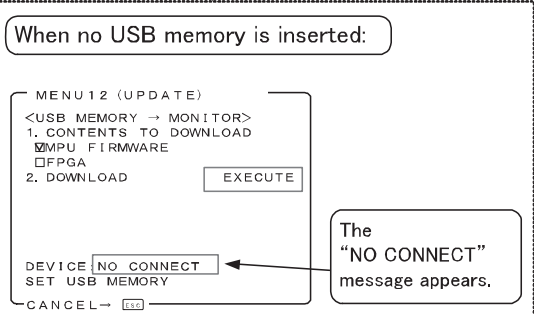 When no USB memory is inserted:
MENU12 (UPDATE)
<USB MEMORY → MONITOR>
1. CONTENTS TO DOWNLOAD
☑MPU FIRMWARE
☐FPGA
2. DOWNLOAD EXECUTE
The
“NO CONNECT”
message appears.
DEVICE:NO CONNECT
SET USB MEMORY
CANCEL→ ESC